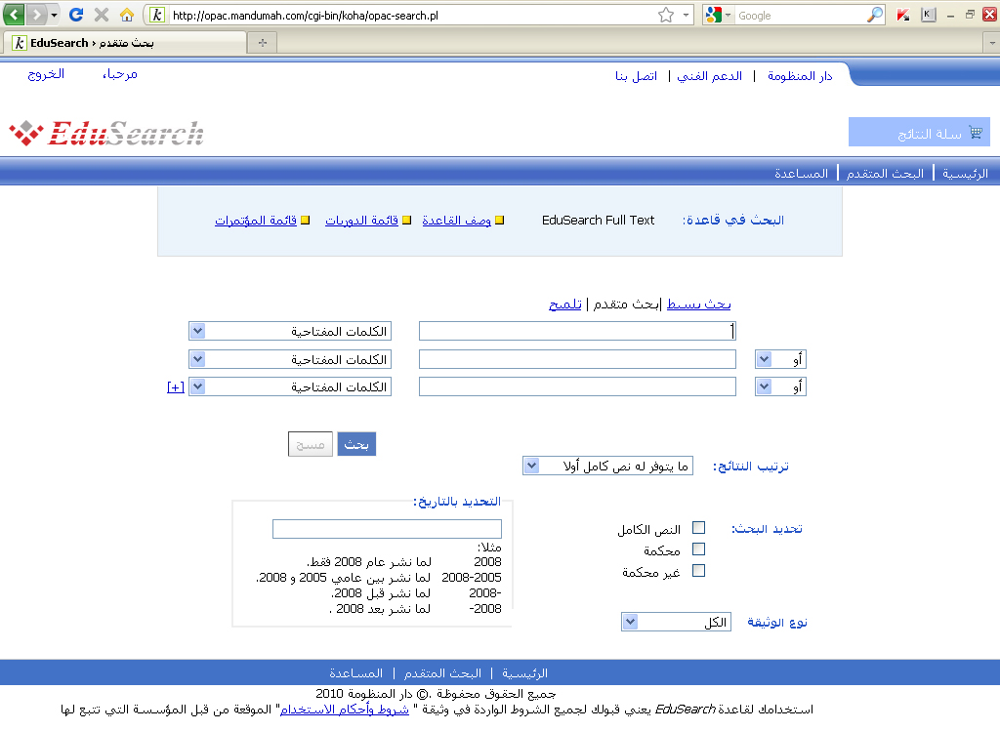 http://opac.mandumah.com/cgi-bin/koha/opac-search.pl
Google
EduSearch › بحث متقدم
دار المنظومة | الدعم الفني | اتصل بنا
مرحبا، الخروج
EduSearch
سلة النتائج
الرئيسية | البحث المتقدم | المساعدة
البحث في قاعدة: EduSearch Full Text وصف القاعدة قائمة الدوريات قائمة المؤتمرات
بحث بسيط |بحث متقدم | تلميح
أ الكلمات المفتاحية
أو الكلمات المفتاحية
أو الكلمات المفتاحية [+]
بحث مسح
ترتيب النتائج: ما يتوفر له نص كامل أولا
التحديد بالتاريخ:
مثلا:
2008 لما نشر عام 2008 فقط.
2008-2005 لما نشر بين عامي 2005 و 2008.
2008- لما نشر قبل 2008.
-2008 لما نشر بعد 2008 .
تحديد البحث: النص الكامل
محكمة
غير محكمة
نوع الوثيقة الكل
الرئيسية | البحث المتقدم | المساعدة
جميع الحقوق محفوظة .© دار المنظومة 2010
استخدامك لقاعدة EduSearch يعني قبولك لجميع الشروط الواردة في وثيقة " شروط وأحكام الاستخدام" الموقعة من قبل المؤسسة التي تتبع لها